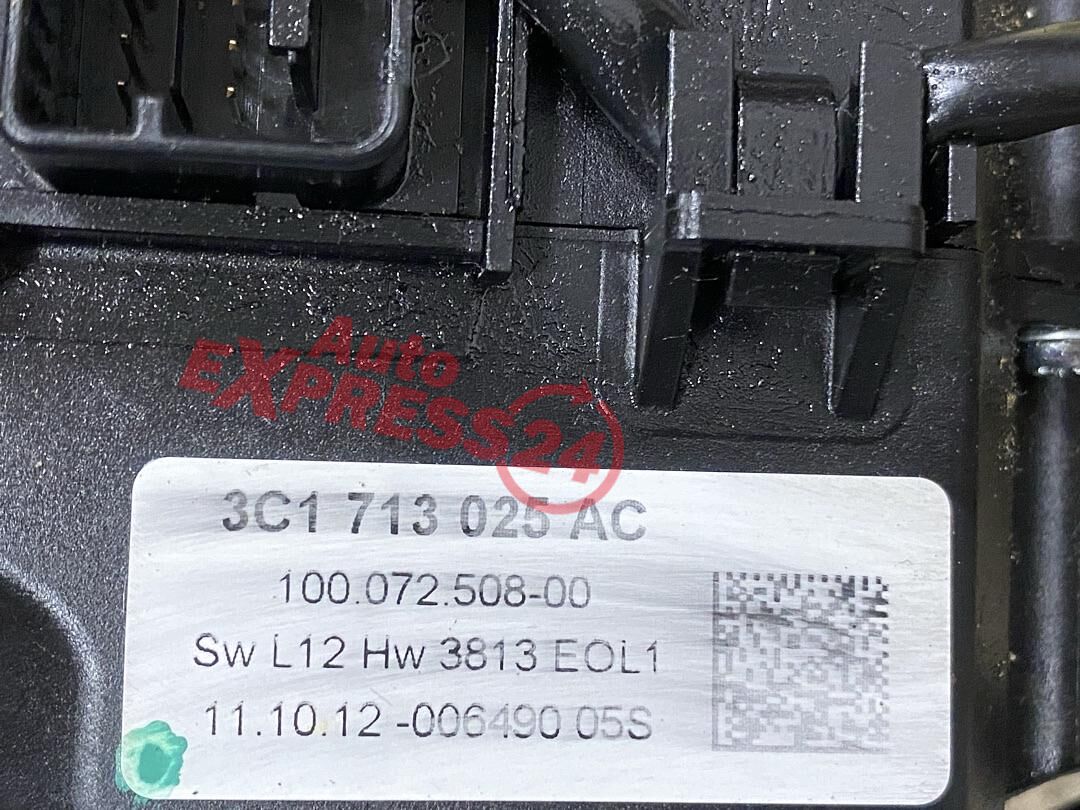 Auto
EXPRESS24
3C1 713 025 AC
100.072.508-00
Sw L12 Hw 3813 EOL1
11.10.12 -006490 05S